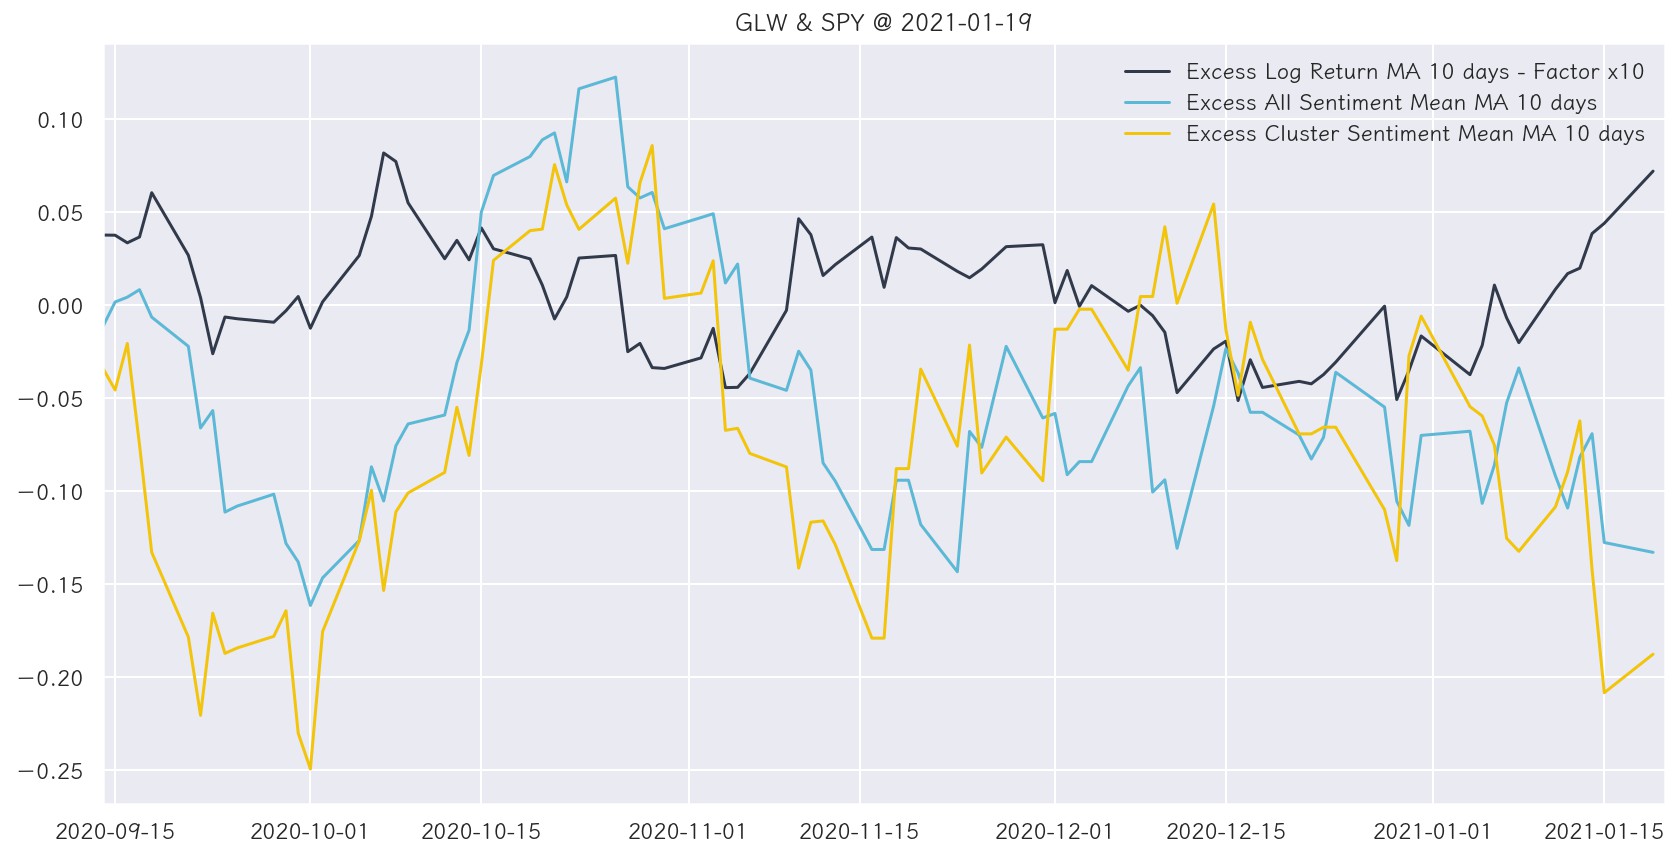 GLW & SPY @ 2021-01-19
Excess Log Return MA 10 days - Factor x10
Excess All Sentiment Mean MA 10 days
Excess Cluster Sentiment Mean MA 10 days
0.10
0.05
0.00
−0.05
−0.10
−0.15
−0.20
−0.25
2020-09-15 2020-10-01 2020-10-15 2020-11-01 2020-11-15 2020-12-01 2020-12-15 2021-01-01 2021-01-15